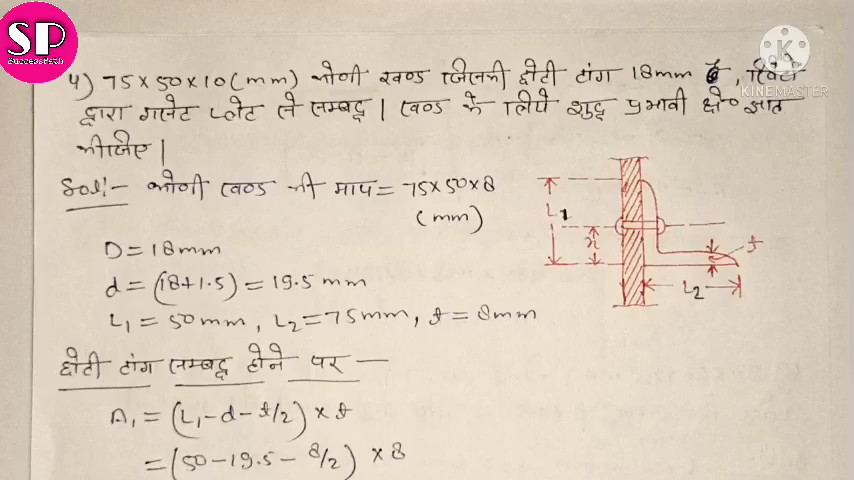 SP
Successtech
KINEMASTER
4) 75×50×10(mm) कोणी खण्ड जिसकी छोटी टांग 18mm के, रिवेटो
द्वारा गसेट प्लेट से सम्बद्ध। खण्ड के लिये शुद्ध प्रभावी क्षे० ज्ञात
कीजिए।
Sol:- कोणी खण्ड की माप = 75×50×8
(mm)
D = 18mm
d = (18+1.5) = 19.5 mm
L₁ = 50mm, L₂ = 75mm, t = 8mm
L1
x
t
L2
छोटी टांग सम्बद्ध होने पर —
A₁ = (L₁-d-t/2) × t
= (50-19.5-8/2) × 8